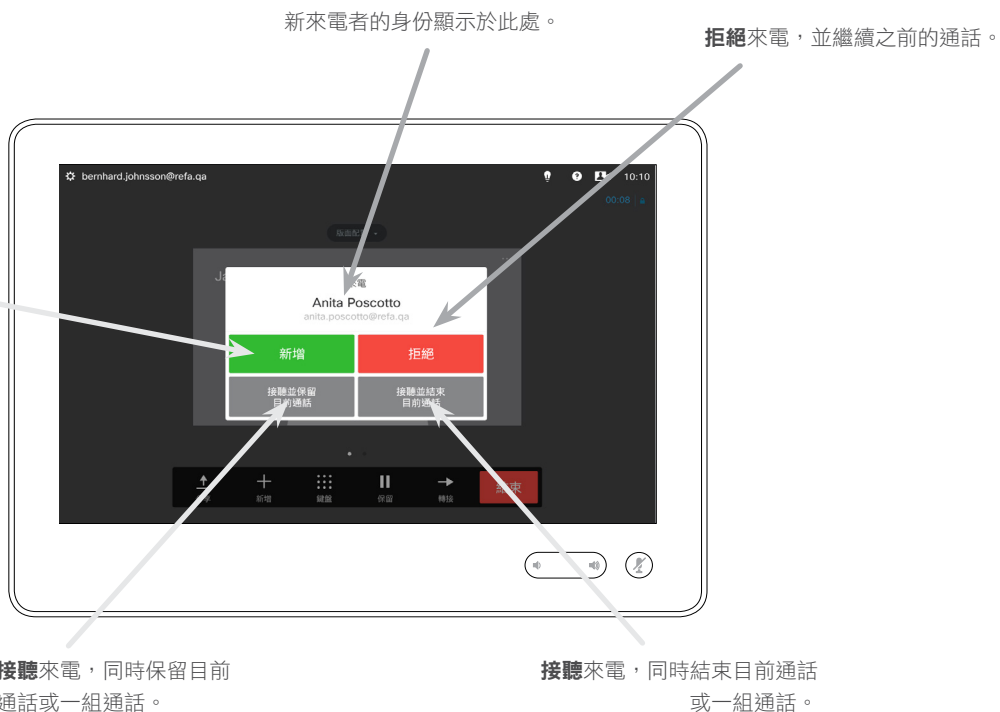 新來電者的身份顯示於此處。
拒絕來電，並繼續之前的通話。
bernhard.johnsson@refa.qa
10:10
00:08
Anita Poscotto
anita.poscotto@refa.qa
新增
拒絕
接聽並保留
目前通話
接聽並結束
目前通話
新增
鍵盤
保留
轉接
結束
接聽來電，同時保留目前
通話或一組通話。
接聽來電，同時結束目前通話
或一組通話。